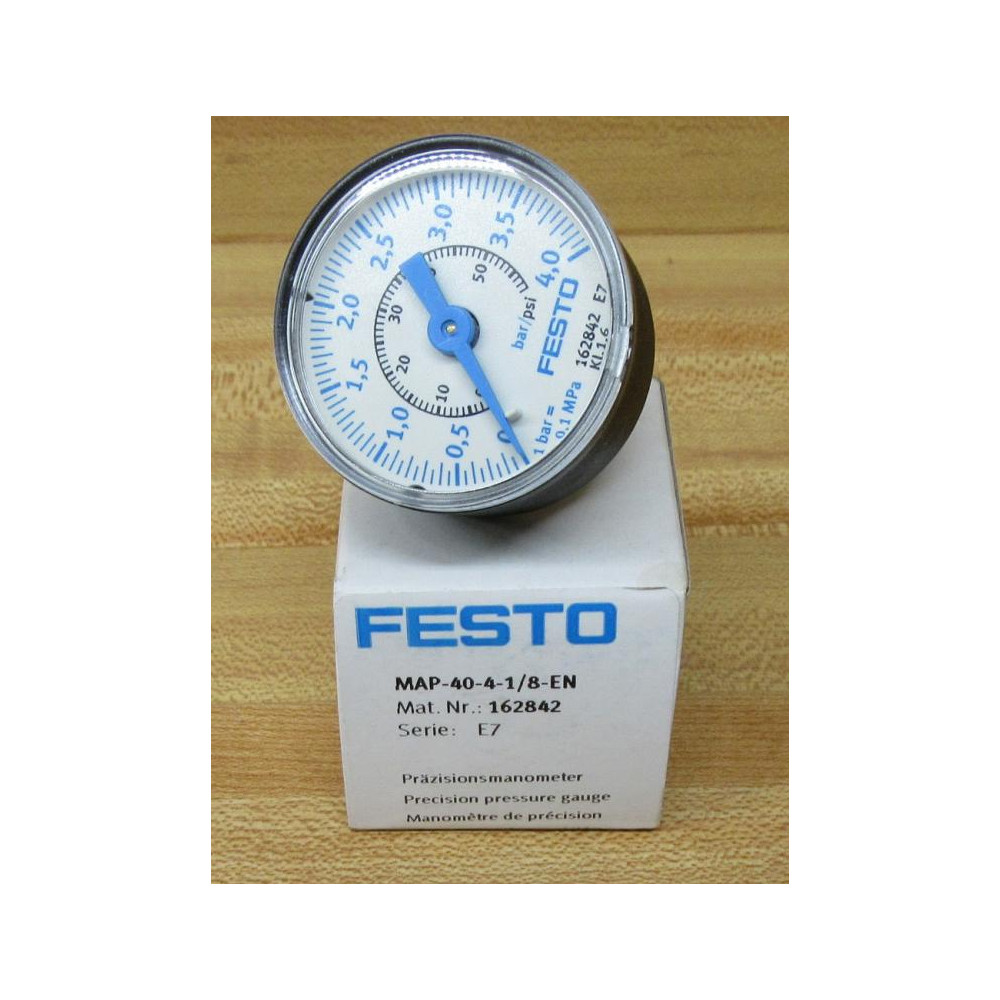 0
0,5
1,0
1,5
2,0
2,5
3,0
3,5
4,0
10
20
30
50
bar/psi
FESTO
162842 E7
Kl.1.6
1 bar =
0.1 MPa
FESTO
MAP-40-4-1/8-EN
Mat. Nr.: 162842
Serie: E7
Präzisionsmanometer
Precision pressure gauge
Manomètre de précision